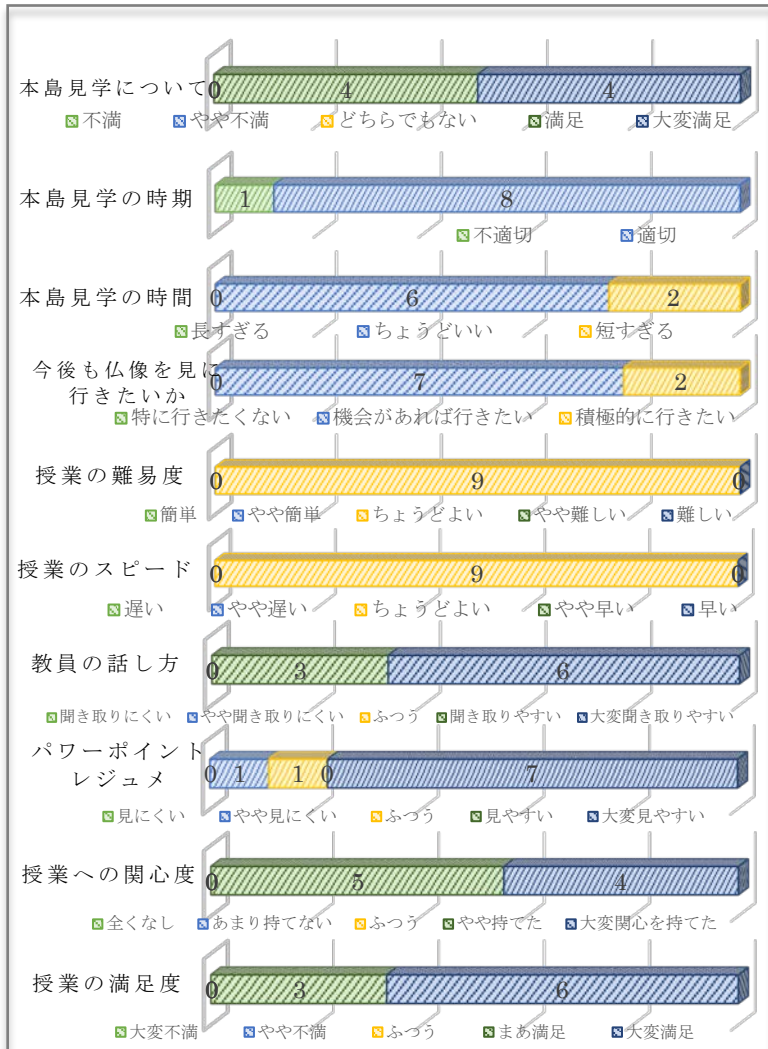 本島見学について
0 4 4
不満 やや不満 どちらでもない 満足 大変満足
本島見学の時期
1 8
不適切 適切
本島見学の時間
0 6 2
長すぎる ちょうどいい 短すぎる
今後も仏像を見に
行きたいか
0 7 2
特に行きたくない 機会があれば行きたい 積極的に行きたい
授業の難易度
0 9 0
簡単 やや簡単 ちょうどよい やや難しい 難しい
授業のスピード
0 9 0
遅い やや遅い ちょうどよい やや早い 早い
教員の話し方
0 3 6
聞き取りにくい やや聞き取りにくい ふつう 聞き取りやすい 大変聞き取りやすい
パワーポイント
レジュメ
0 1 1 0 7
見にくい やや見にくい ふつう 見やすい 大変見やすい
授業への関心度
0 5 4
全くなし あまり持てない ふつう やや持てた 大変関心を持てた
授業の満足度
0 3 6
大変不満 やや不満 ふつう まあ満足 大変満足